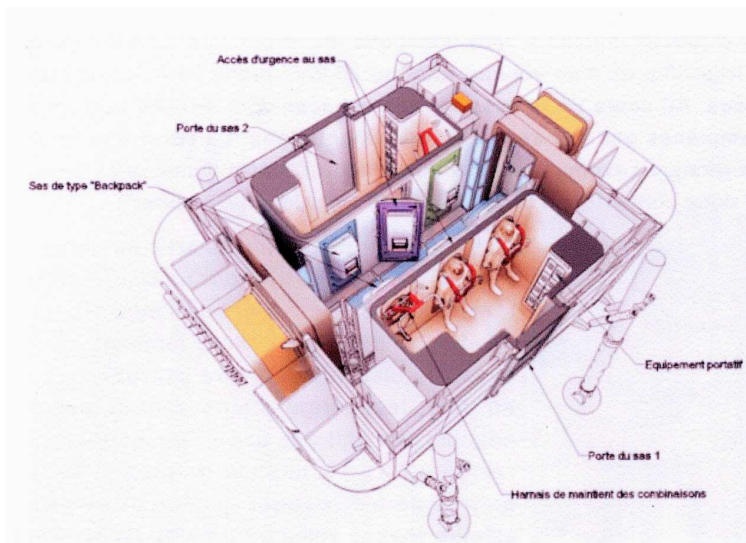 Accès d'urgence au sas
Porte du sas 2
Sas de type "Backpack"
Equipement portatif
Porte du sas 1
Harnais de maintient des combinaisons